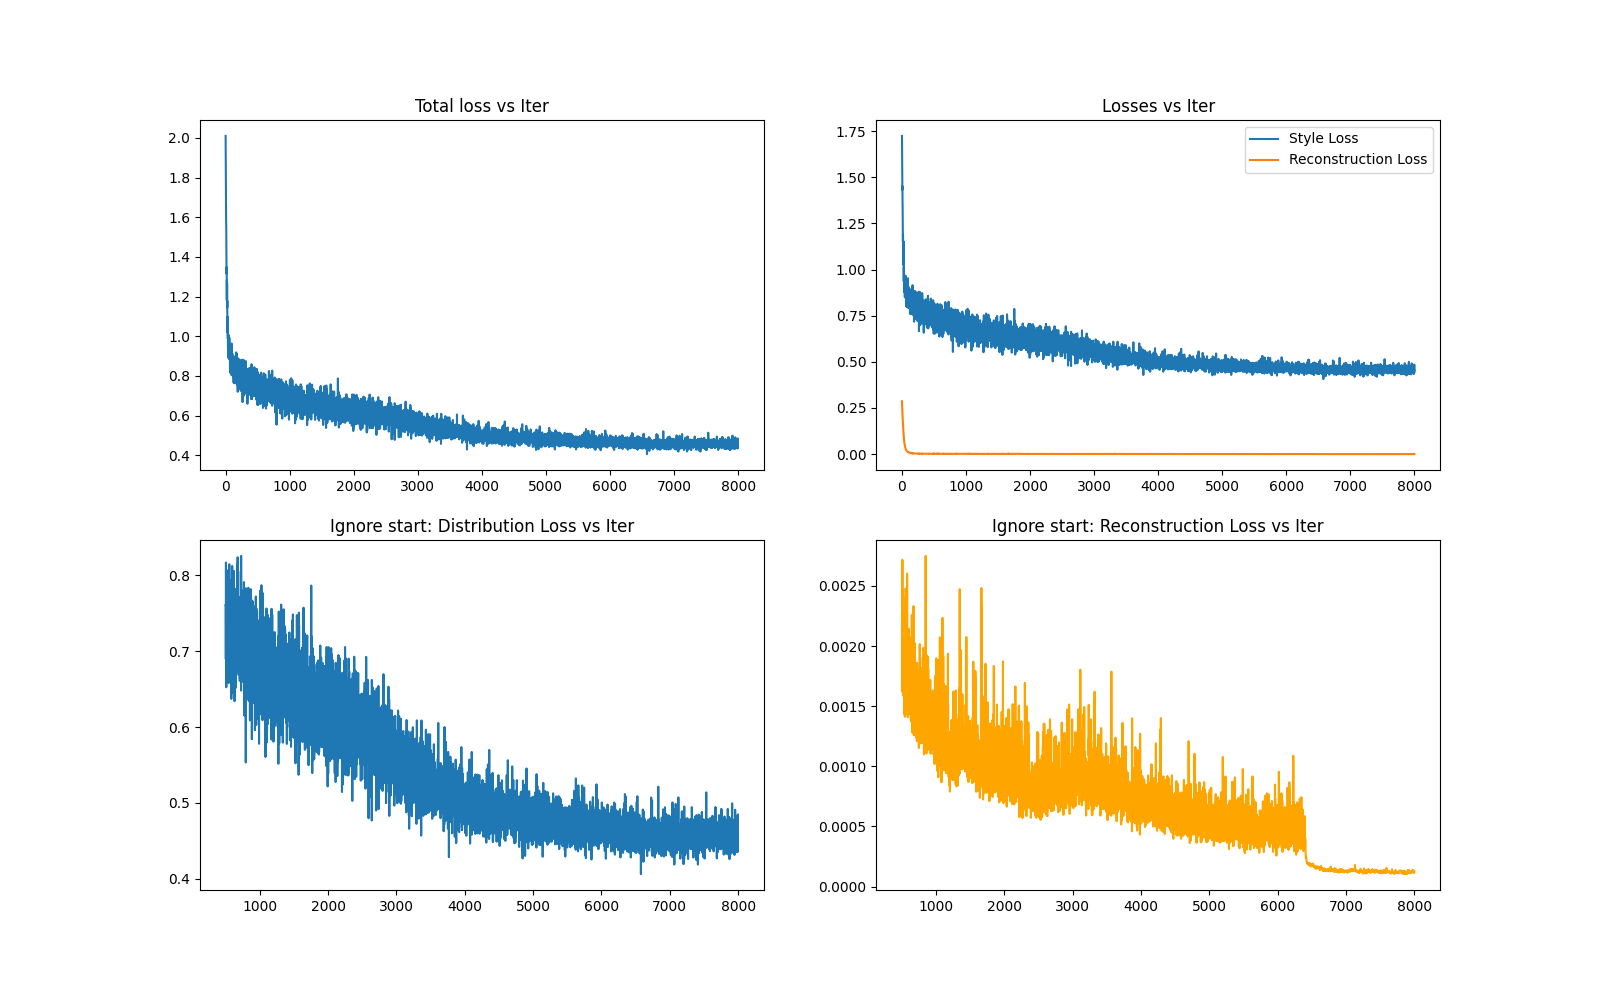 Total loss vs Iter
2.0
1.8
1.6
1.4
1.2
1.0
0.8
0.6
0.4
0 1000 2000 3000 4000 5000 6000 7000 8000
Losses vs Iter
Style Loss
Reconstruction Loss
1.75
1.50
1.25
1.00
0.75
0.50
0.25
0.00
0 1000 2000 3000 4000 5000 6000 7000 8000
Ignore start: Distribution Loss vs Iter
0.8
0.7
0.6
0.5
0.4
1000 2000 3000 4000 5000 6000 7000 8000
Ignore start: Reconstruction Loss vs Iter
0.0025
0.0020
0.0015
0.0010
0.0005
0.0000
1000 2000 3000 4000 5000 6000 7000 8000